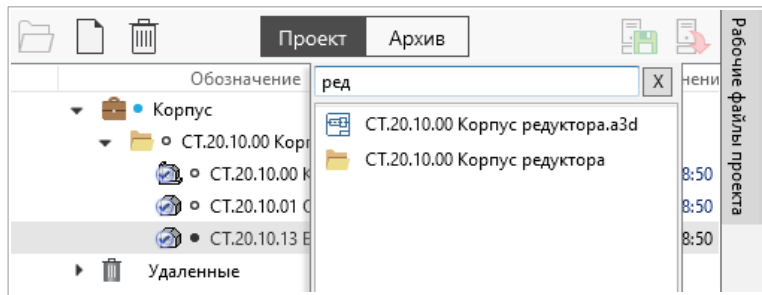 Проект Архив
Обозначение
ред X
Корпус
СТ.20.10.00 Корпус редуктора.a3d
СТ.20.10.00
СТ.20.10.00 Корпус редуктора
СТ.20.10.00 8:50
СТ.20.10.01 8:50
СТ.20.10.13 8:50
Удаленные
Рабочие файлы проекта